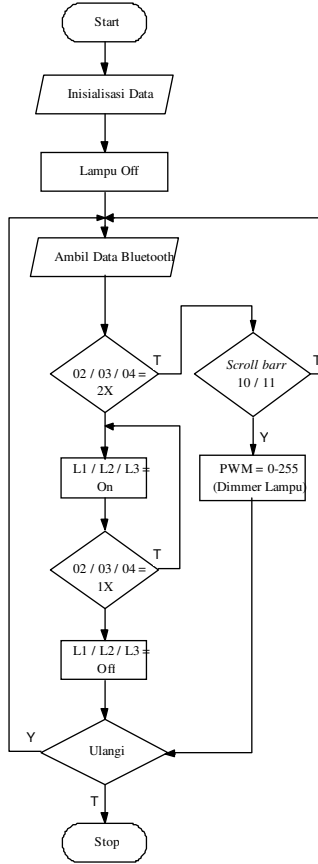 Start
Inisialisasi Data
Lampu Off
Ambil Data Bluetooth
02 / 03 / 04 =
2X
T
Scroll barr
10 / 11
T
Y
L1 / L2 / L3 =
On
PWM = 0-255
(Dimmer Lampu)
02 / 03 / 04 =
1X
T
L1 / L2 / L3 =
Off
Ulangi
Y
T
Stop